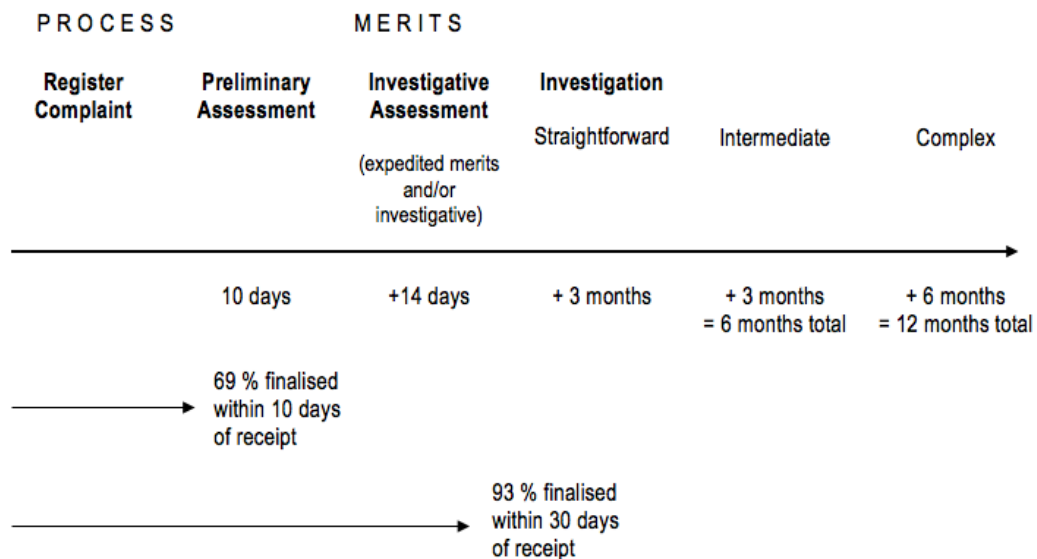 PROCESS
MERITS
Register
Complaint
Preliminary
Assessment
Investigative
Assessment
(expedited merits
and/or
investigative)
Investigation
Straightforward
Intermediate
Complex
10 days
+14 days
+ 3 months
+ 3 months
= 6 months total
+ 6 months
= 12 months total
69 % finalised
within 10 days
of receipt
93 % finalised
within 30 days
of receipt